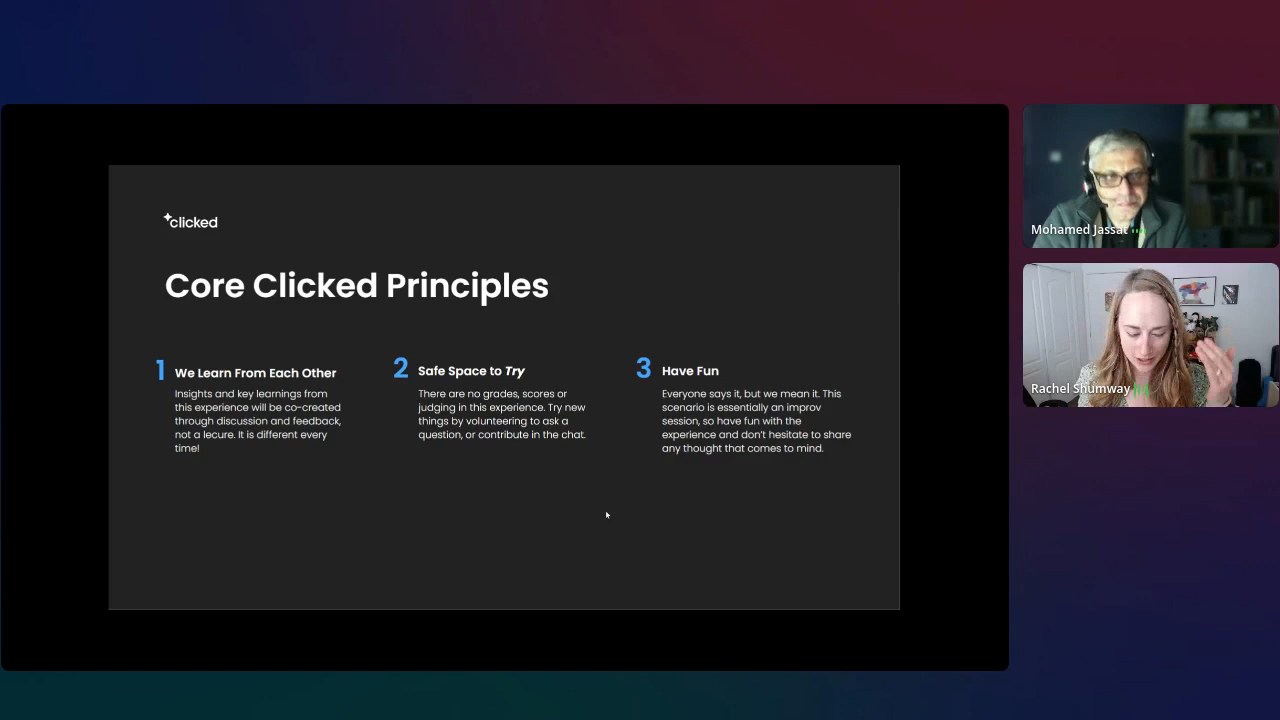 clicked
Core Clicked Principles
1 We Learn From Each Other
Insights and key learnings from
this experience will be co-created
through discussion and feedback,
not a lecure. It is different every
time!
2 Safe Space to Try
There are no grades, scores or
judging in this experience. Try new
things by volunteering to ask a
question, or contribute in the chat.
3 Have Fun
Everyone says it, but we mean it. This
scenario is essentially an improv
session, so have fun with the
experience and don't hesitate to share
any thought that comes to mind.
Mohamed Jassat
Rachel Shumway